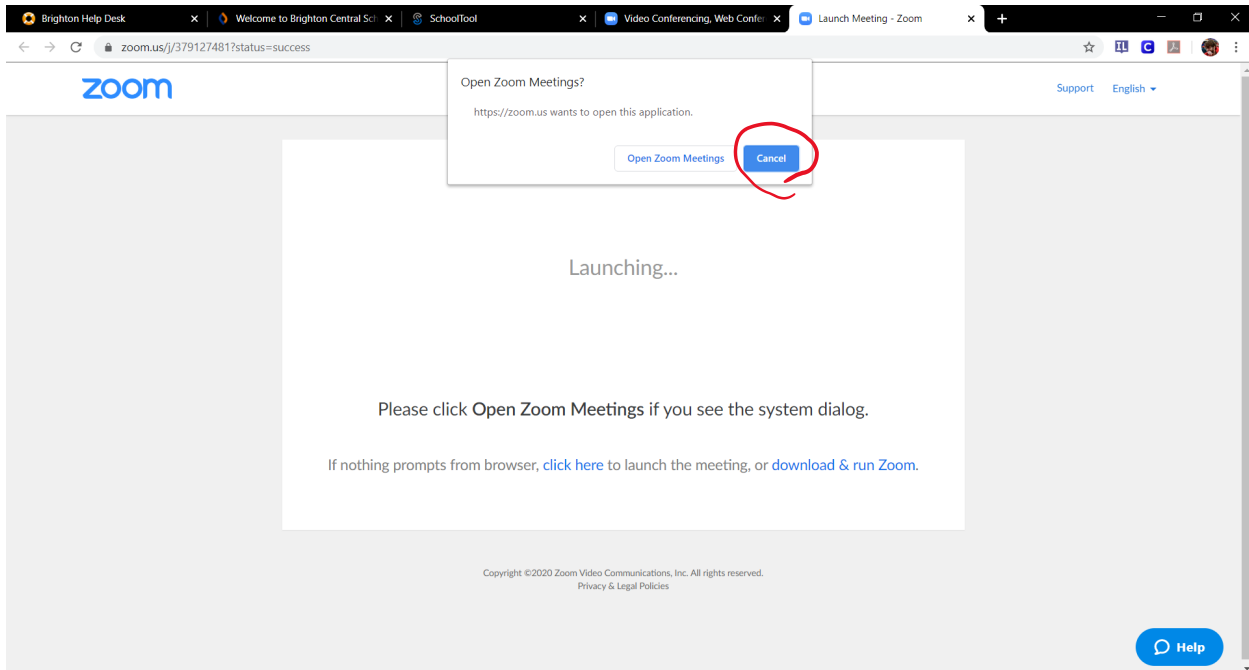 Brighton Help Desk
Welcome to Brighton Central Sch
SchoolTool
Video Conferencing, Web Confer
Launch Meeting - Zoom
zoom.us/j/379127481?status=success
IL
C
zoom
Support
English
Open Zoom Meetings?
https://zoom.us wants to open this application.
Open Zoom Meetings
Cancel
Launching...
Please click Open Zoom Meetings if you see the system dialog.
If nothing prompts from browser, click here to launch the meeting, or download & run Zoom.
Copyright ©2020 Zoom Video Communications, Inc. All rights reserved.
Privacy & Legal Policies
Help